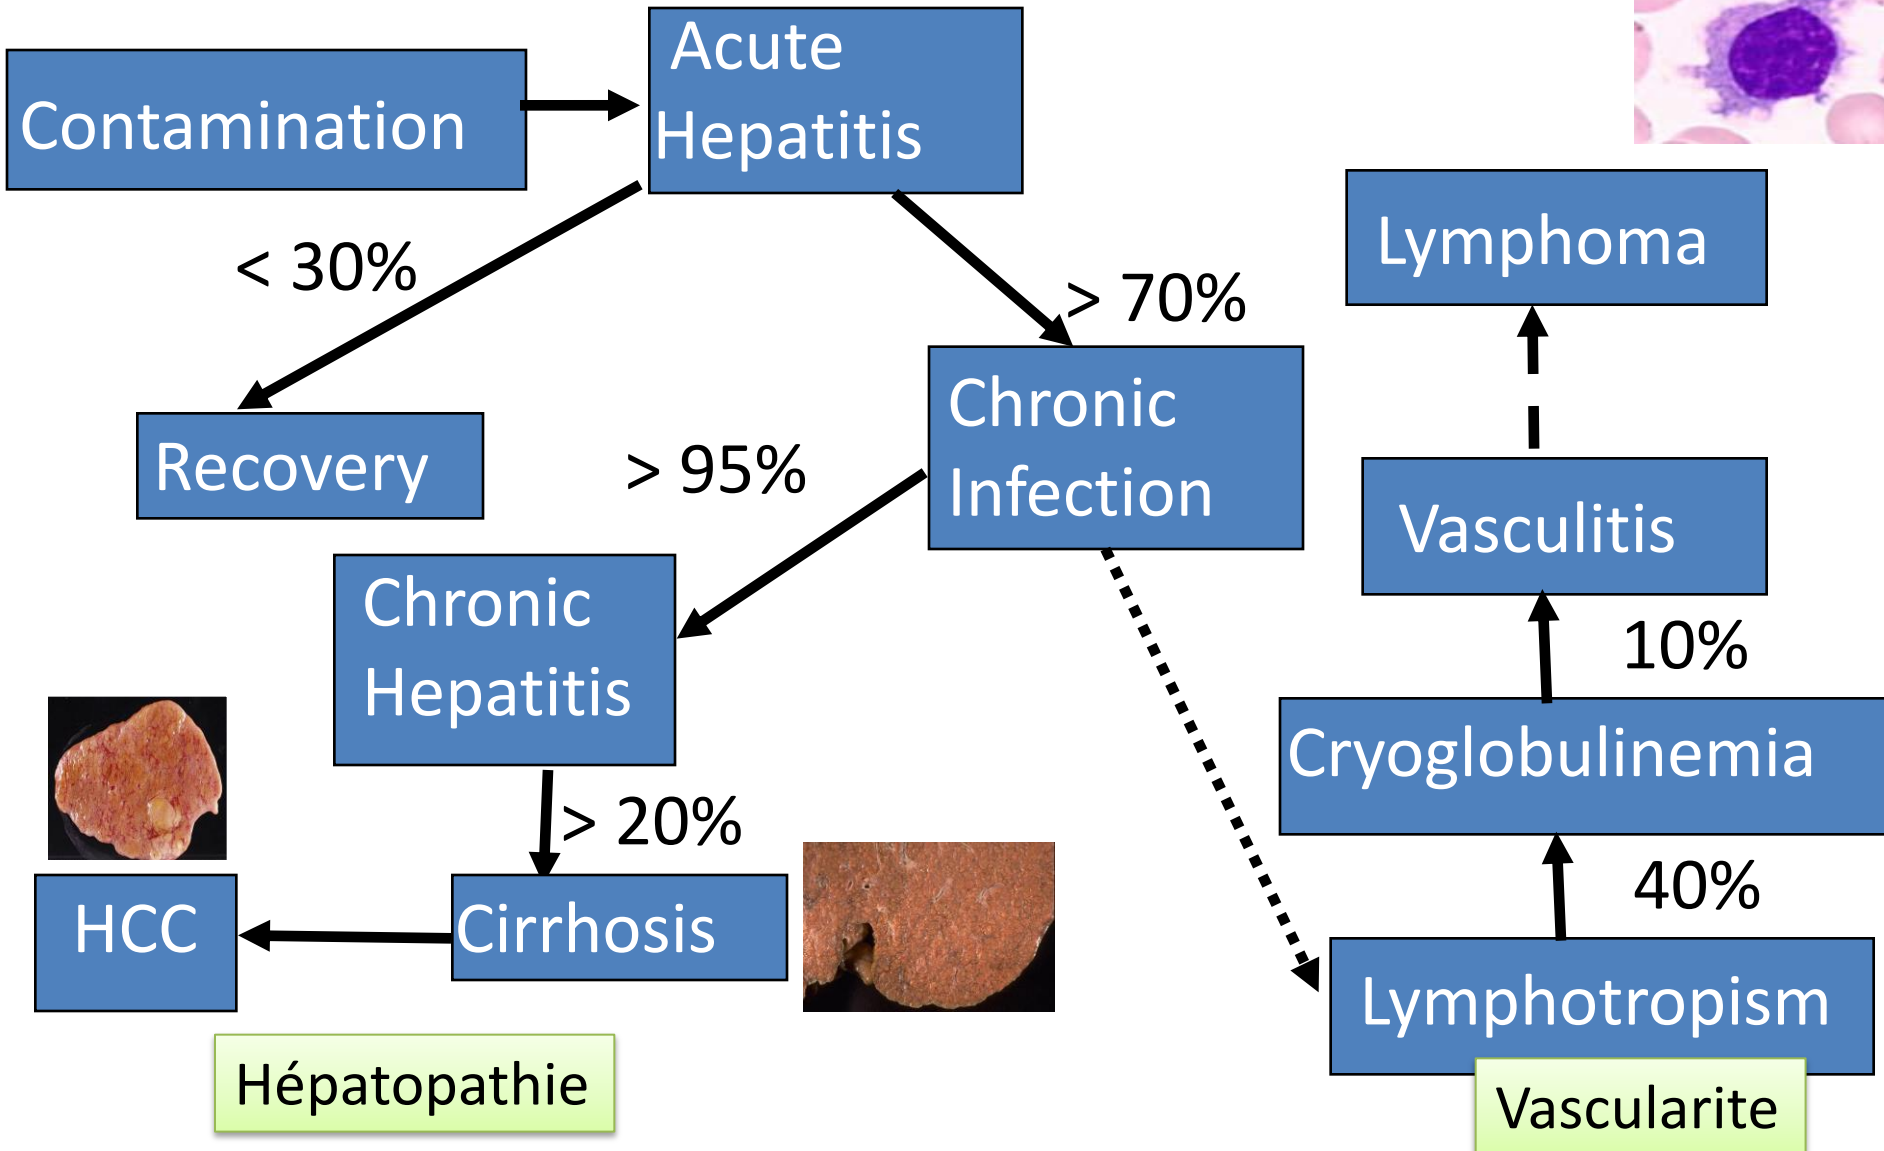 Contamination
Acute
Hepatitis
< 30%
> 70%
Recovery
Chronic
Infection
> 95%
Chronic
Hepatitis
> 20%
Cirrhosis
HCC
Hépatopathie
Lymphoma
Vasculitis
10%
Cryoglobulinemia
40%
Lymphotropism
Vascularite